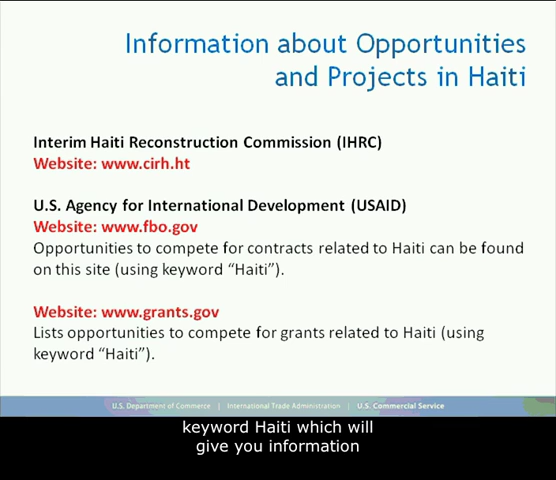 Information about Opportunities
and Projects in Haiti
Interim Haiti Reconstruction Commission (IHRC)
Website: www.cirh.ht
U.S. Agency for International Development (USAID)
Website: www.fbo.gov
Opportunities to compete for contracts related to Haiti can be found
on this site (using keyword “Haiti”).
Website: www.grants.gov
Lists opportunities to compete for grants related to Haiti (using
keyword “Haiti”).
U.S. Department of Commerce | International Trade Administration | U.S. Commercial Service
keyword Haiti which will
give you information